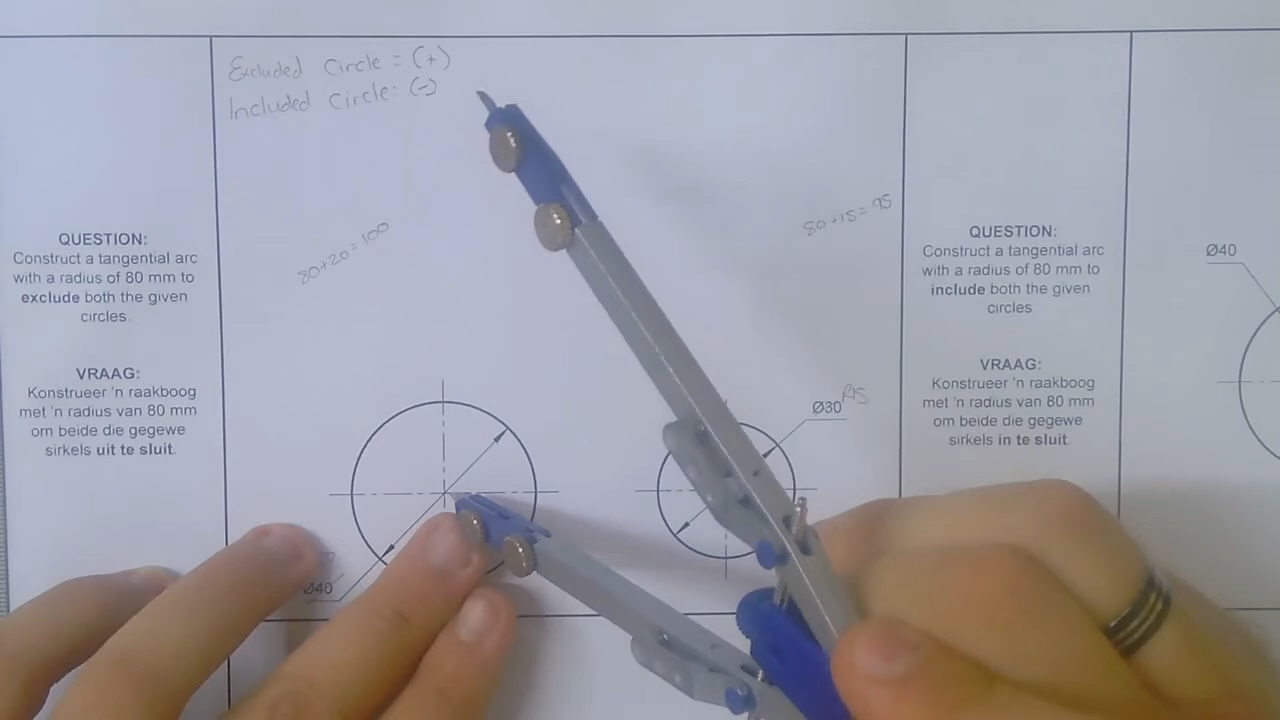 Excluded Circle = (+)
Included Circle: (-)
80+20=100
80+15=95
QUESTION:
Construct a tangential arc
with a radius of 80 mm to
exclude both the given
circles.
VRAAG:
Konstrueer 'n raakboog
met 'n radius van 80 mm
om beide die gegewe
sirkels uit te sluit.
Ø40
Ø30 R15
QUESTION:
Construct a tangential arc
with a radius of 80 mm to
include both the given
circles
VRAAG:
Konstrueer 'n raakboog
met 'n radius van 80 mm
om beide die gegewe
sirkels in te sluit.
Ø40